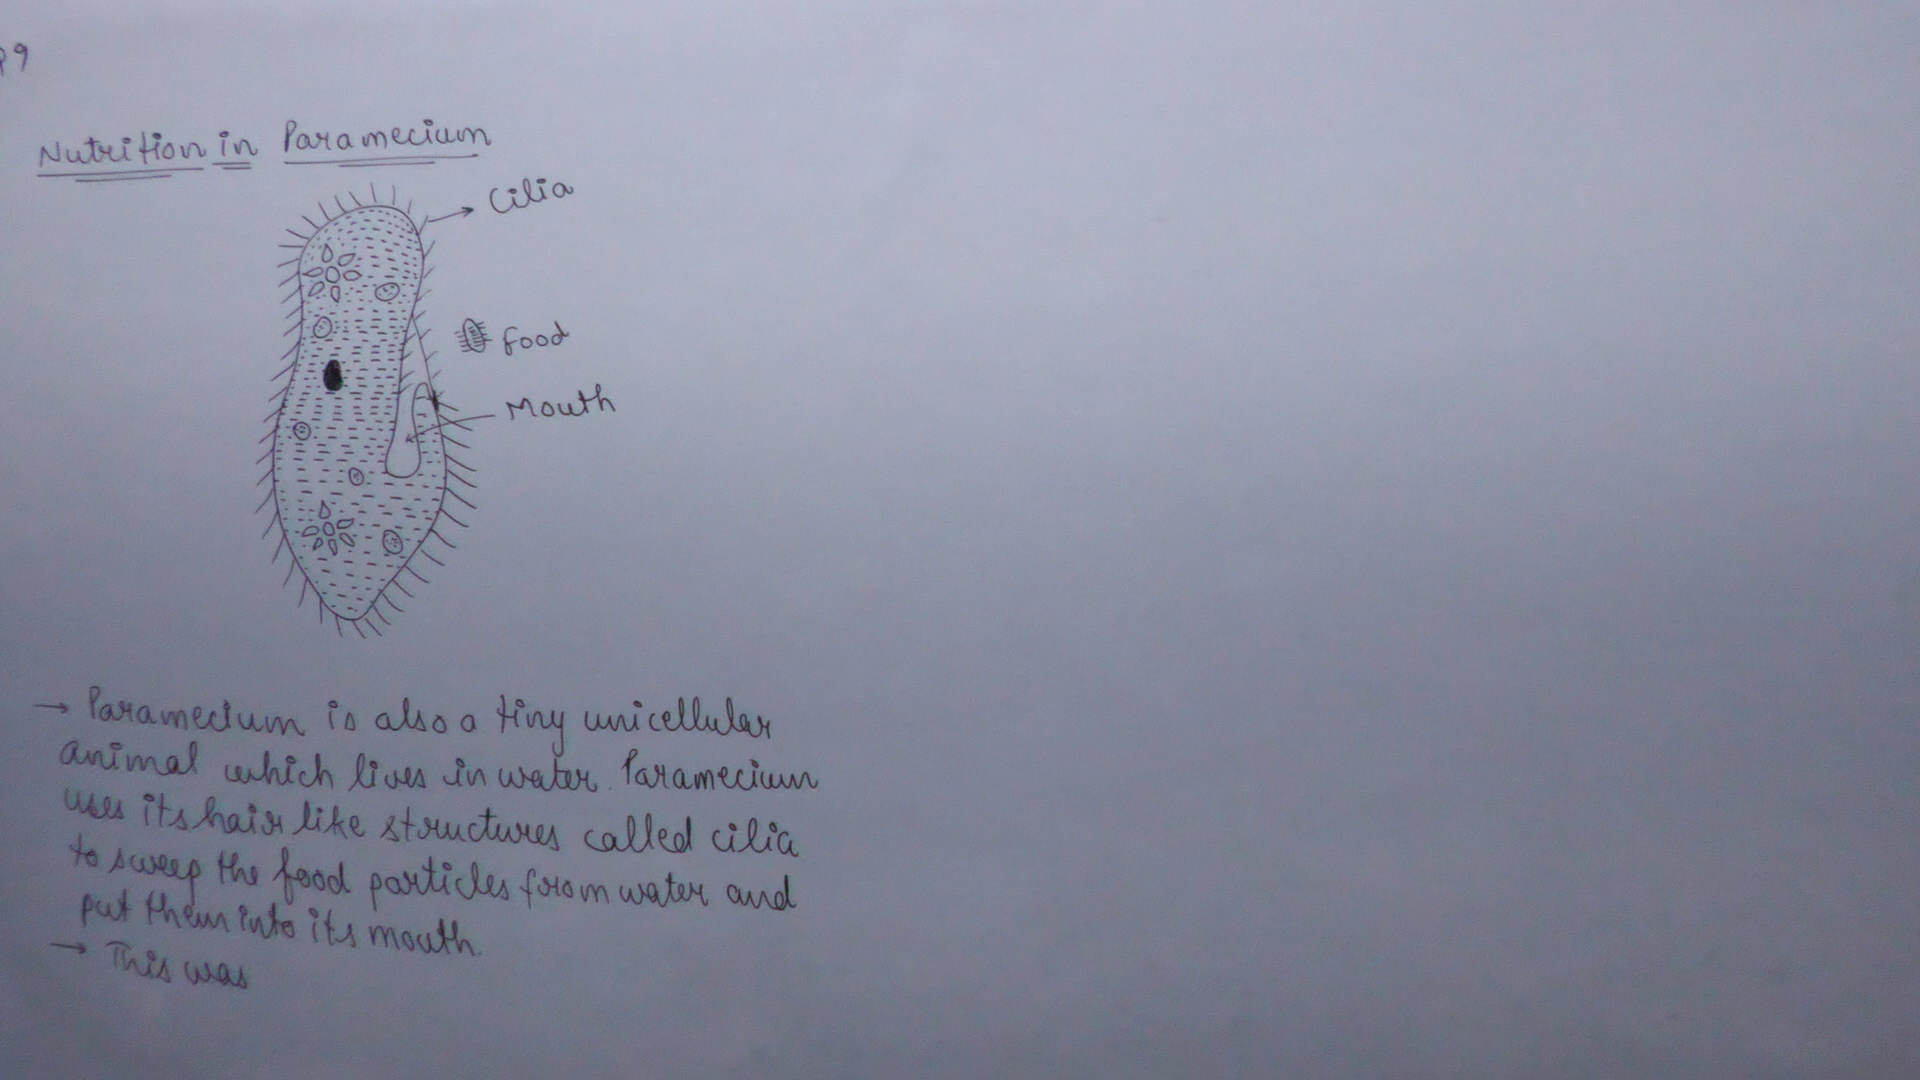 9
Nutrition in Paramecium
Cilia
food
Mouth
→ Paramecium is also a tiny unicellular
animal which lives in water. Paramecium
uses its hair like structures called cilia
to sweep the food particles from water and
put them into its mouth.
→ This was